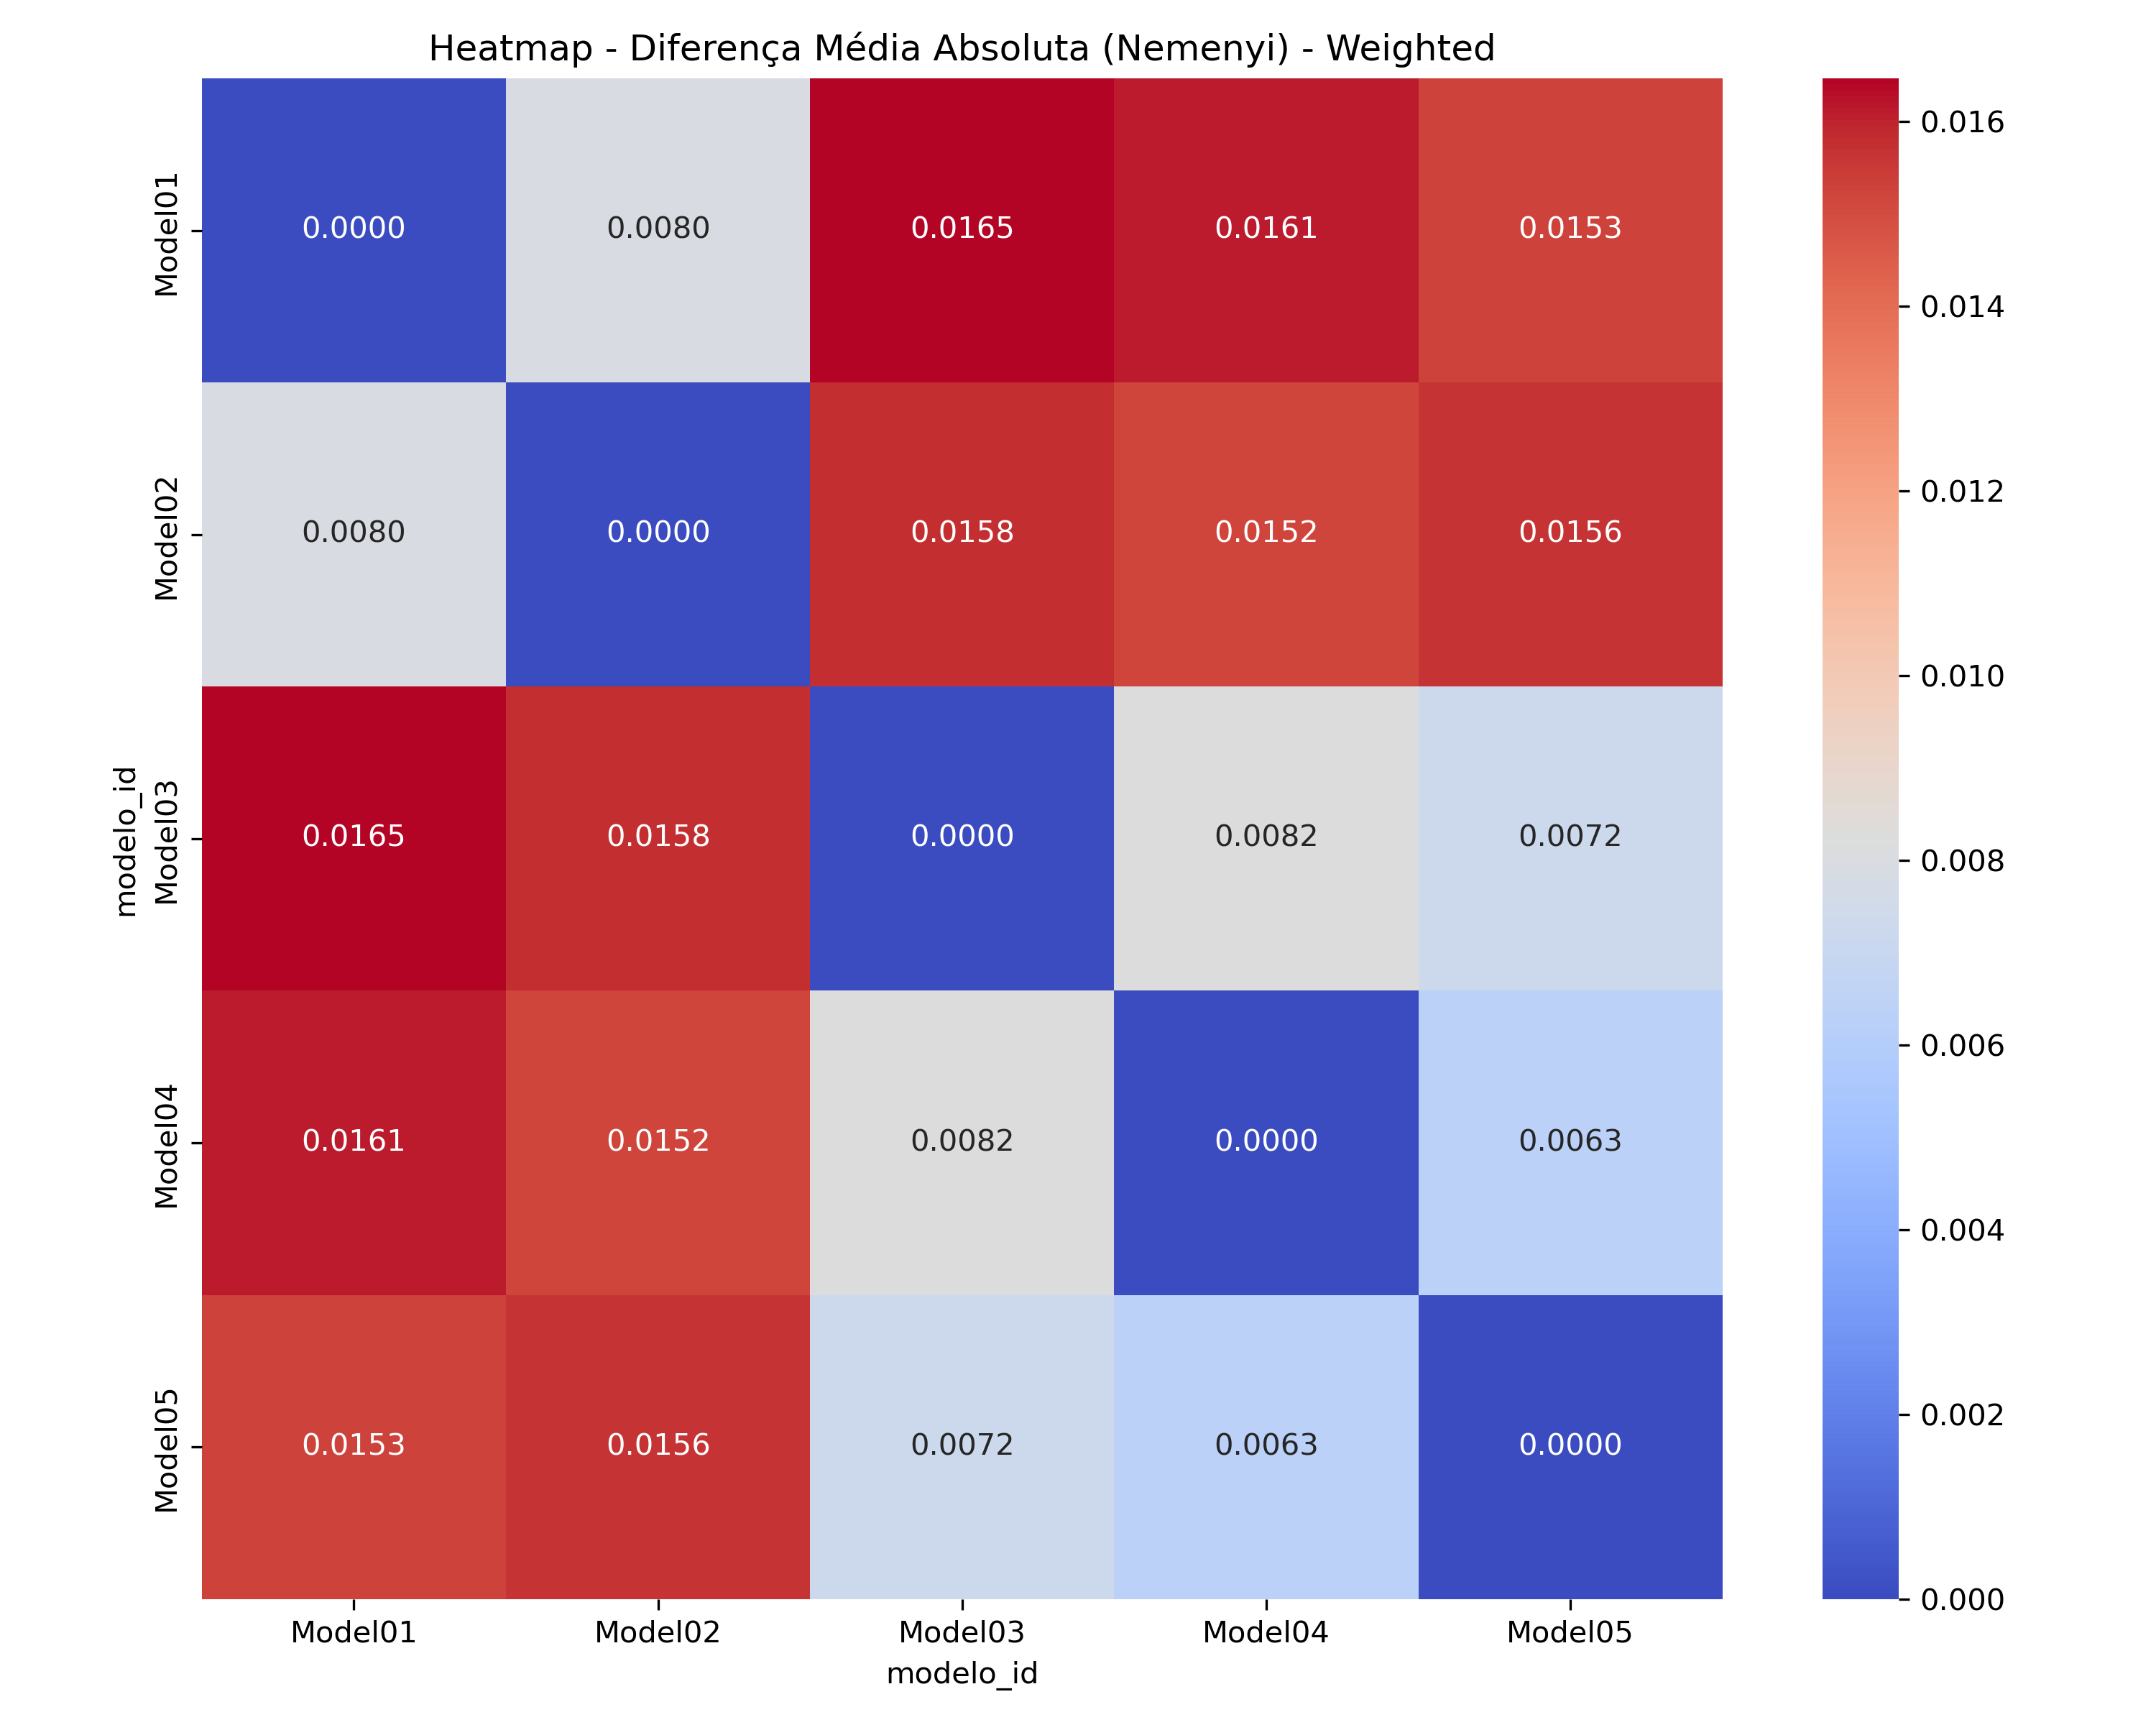 Heatmap - Diferença Média Absoluta (Nemenyi) - Weighted
modelo_id
Model01
0.0000 0.0080 0.0165 0.0161 0.0153
Model02
0.0080 0.0000 0.0158 0.0152 0.0156
Model03
0.0165 0.0158 0.0000 0.0082 0.0072
Model04
0.0161 0.0152 0.0082 0.0000 0.0063
Model05
0.0153 0.0156 0.0072 0.0063 0.0000
Model01 Model02 Model03 Model04 Model05
modelo_id
0.016
0.014
0.012
0.010
0.008
0.006
0.004
0.002
0.000